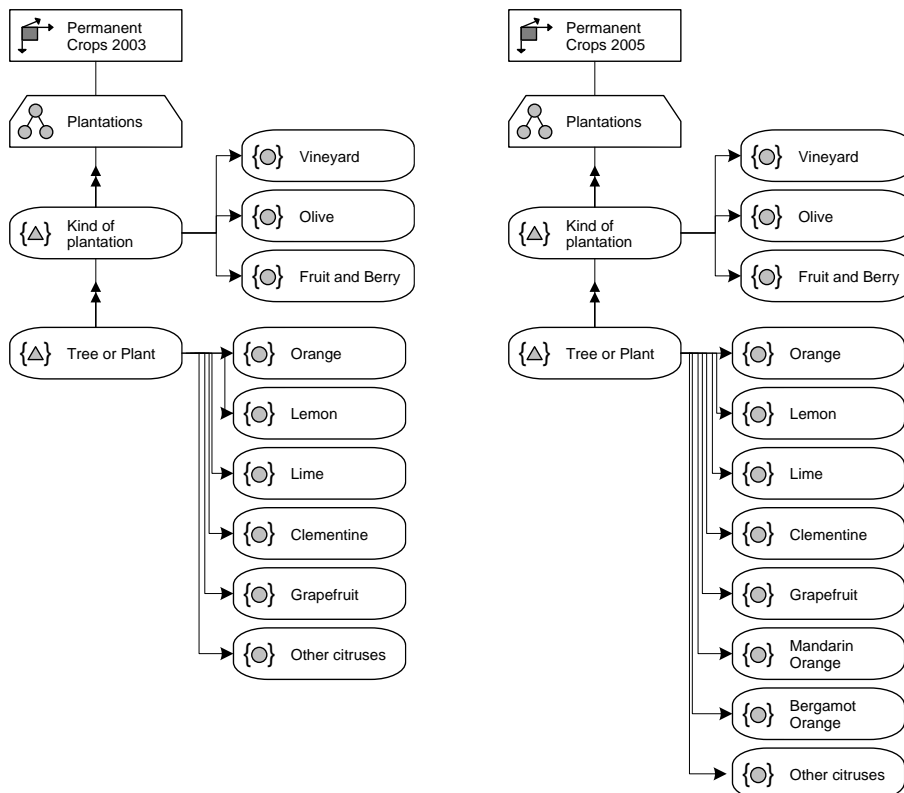 Permanent
Crops 2003
Plantations
Vineyard
Olive
Kind of
plantation
Fruit and Berry
Tree or Plant
Orange
Lemon
Lime
Clementine
Grapefruit
Other citruses
Permanent
Crops 2005
Plantations
Vineyard
Olive
Kind of
plantation
Fruit and Berry
Tree or Plant
Orange
Lemon
Lime
Clementine
Grapefruit
Mandarin
Orange
Bergamot
Orange
Other citruses